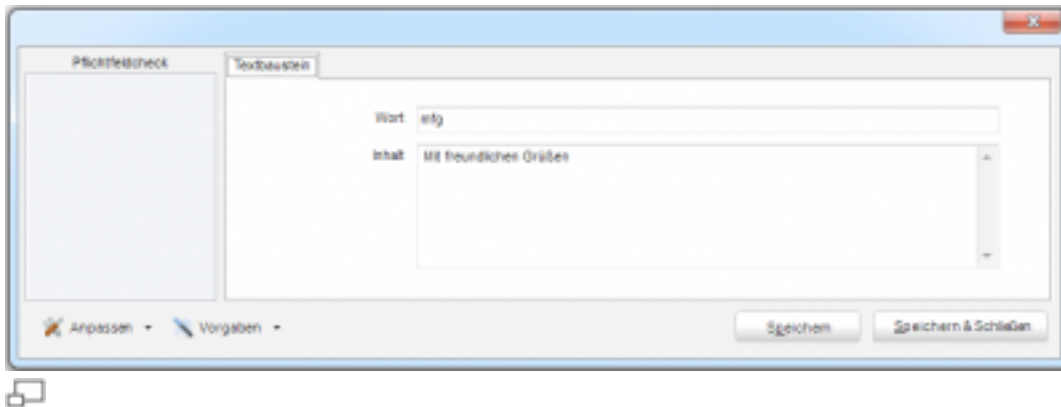 Pflichtfeldcheck
Textbaustein
Wort mfg
Inhalt Mit freundlichen Grüßen
Anpassen Vorgaben Speichern Speichern & Schließen